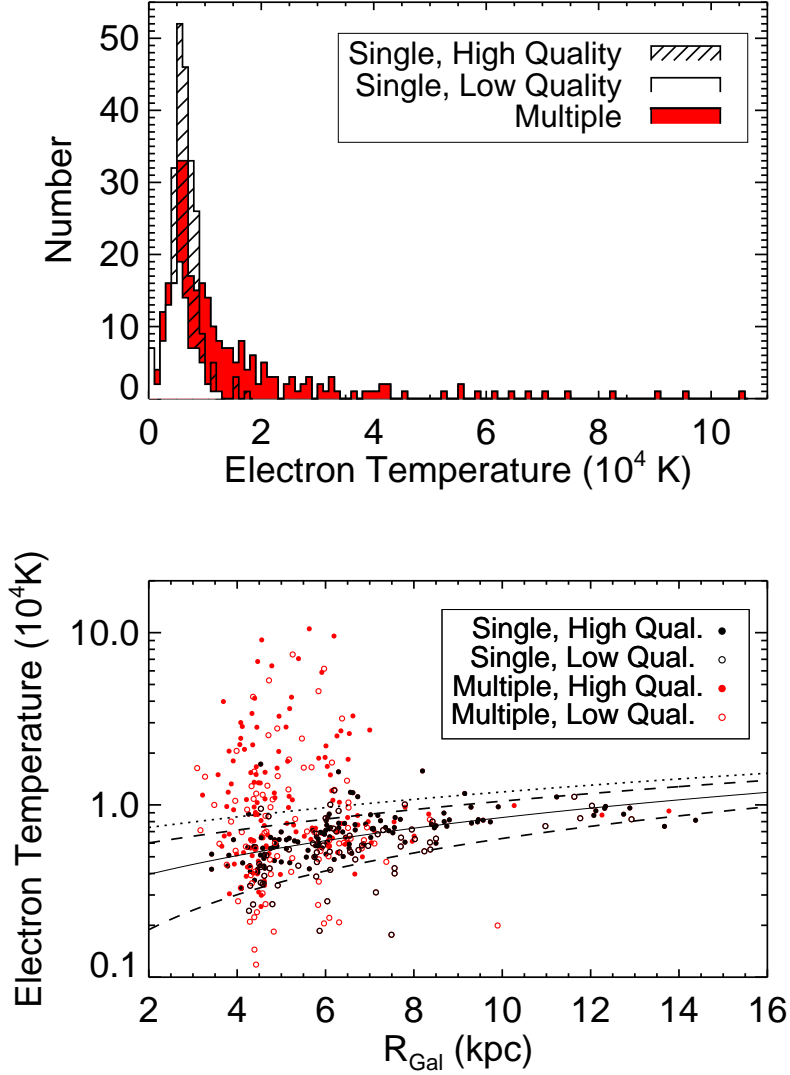 50
40
30
20
10
0
Number
Single, High Quality
Single, Low Quality
Multiple
0 2 4 6 8 10
Electron Temperature (10⁴ K)
10.0
1.0
0.1
Electron Temperature (10⁴K)
Single, High Qual.
Single, Low Qual.
Multiple, High Qual.
Multiple, Low Qual.
2 4 6 8 10 12 14 16
R_Gal (kpc)